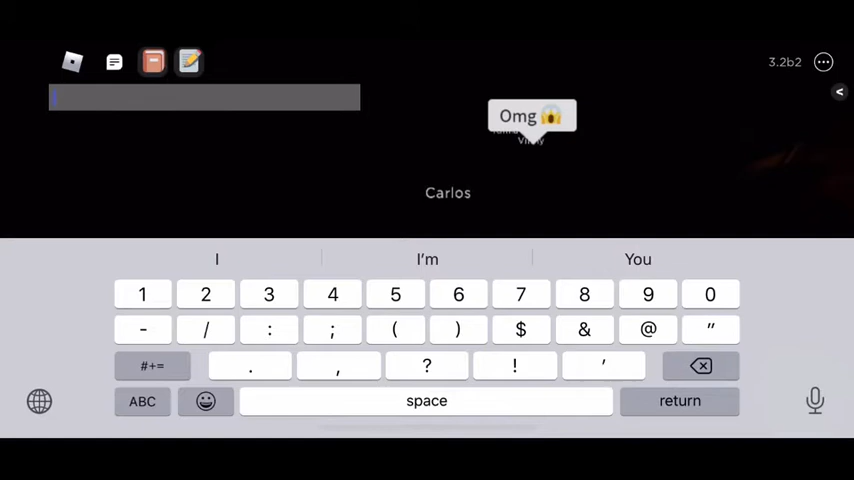 3.2b2
Omg 😱
Carlos
I I'm You
1 2 3 4 5 6 7 8 9 0
- / : ; ( ) $ & @ "
#+= . , ? ! '
ABC space return